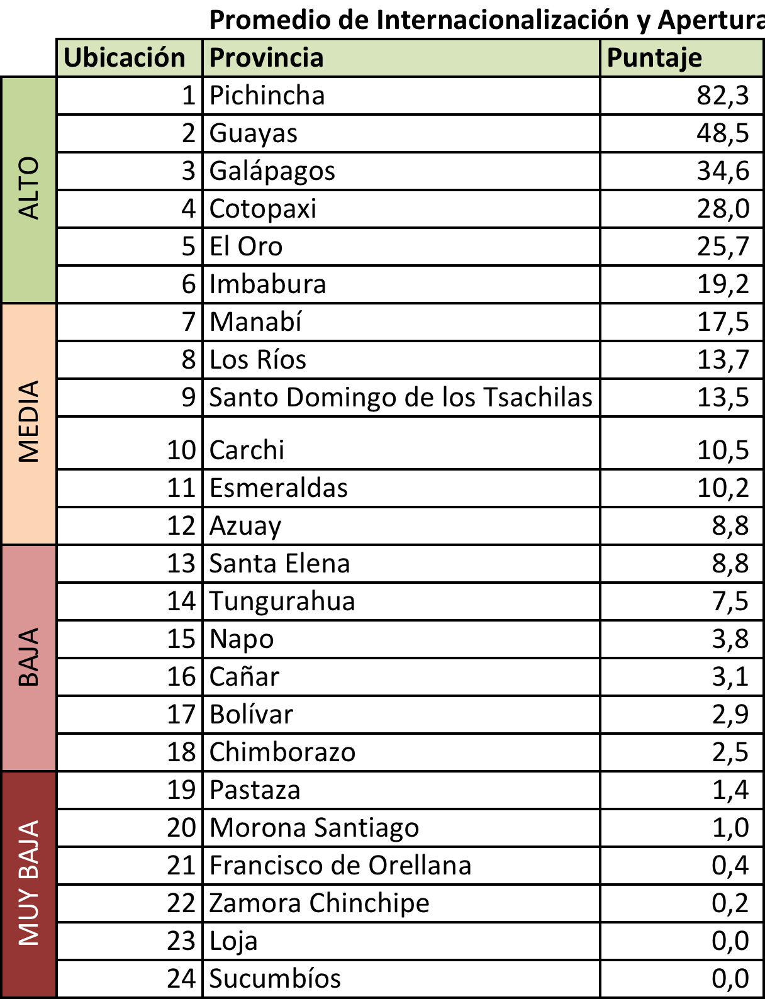 Promedio de Internacionalización y Apertura
Ubicación Provincia Puntaje
ALTO
1 Pichincha 82,3
2 Guayas 48,5
3 Galápagos 34,6
4 Cotopaxi 28,0
5 El Oro 25,7
6 Imbabura 19,2
MEDIA
7 Manabí 17,5
8 Los Ríos 13,7
9 Santo Domingo de los Tsachilas 13,5
10 Carchi 10,5
11 Esmeraldas 10,2
12 Azuay 8,8
BAJA
13 Santa Elena 8,8
14 Tungurahua 7,5
15 Napo 3,8
16 Cañar 3,1
17 Bolívar 2,9
18 Chimborazo 2,5
MUY BAJA
19 Pastaza 1,4
20 Morona Santiago 1,0
21 Francisco de Orellana 0,4
22 Zamora Chinchipe 0,2
23 Loja 0,0
24 Sucumbíos 0,0